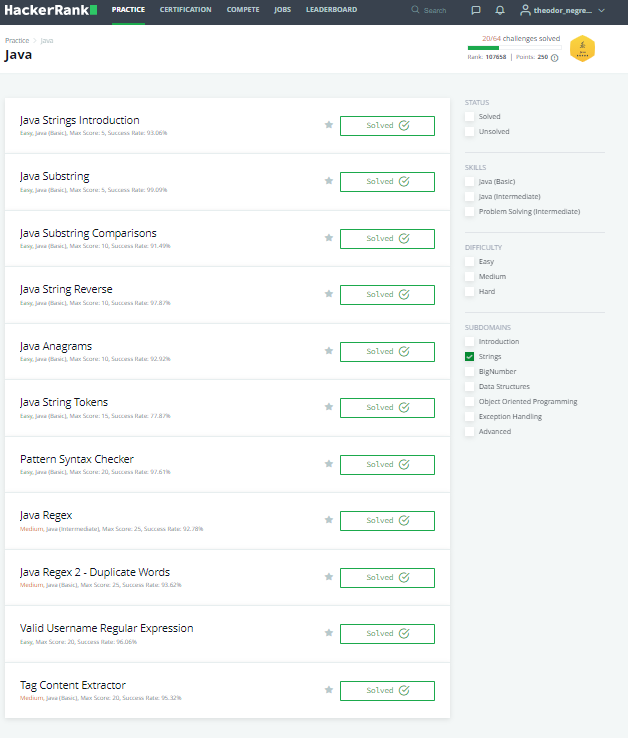 HackerRank PRACTICE CERTIFICATION COMPETE JOBS LEADERBOARD Search theodor_negre...
Practice > Java
Java
20/64 challenges solved
Rank: 107658 | Points: 250
Java Strings Introduction
Easy, Java (Basic), Max Score: 5, Success Rate: 93.06%
Solved
Java Substring
Easy, Java (Basic), Max Score: 5, Success Rate: 99.09%
Solved
Java Substring Comparisons
Easy, Java (Basic), Max Score: 10, Success Rate: 91.49%
Solved
Java String Reverse
Easy, Java (Basic), Max Score: 10, Success Rate: 97.87%
Solved
Java Anagrams
Easy, Java (Basic), Max Score: 10, Success Rate: 92.92%
Solved
Java String Tokens
Easy, Java (Basic), Max Score: 15, Success Rate: 77.87%
Solved
Pattern Syntax Checker
Easy, Java (Basic), Max Score: 20, Success Rate: 97.61%
Solved
Java Regex
Medium, Java (Intermediate), Max Score: 25, Success Rate: 92.78%
Solved
Java Regex 2 - Duplicate Words
Medium, Java (Basic), Max Score: 25, Success Rate: 93.62%
Solved
Valid Username Regular Expression
Easy, Max Score: 20, Success Rate: 96.06%
Solved
Tag Content Extractor
Medium, Java (Basic), Max Score: 20, Success Rate: 95.32%
Solved
STATUS
Solved
Unsolved
SKILLS
Java (Basic)
Java (Intermediate)
Problem Solving (Intermediate)
DIFFICULTY
Easy
Medium
Hard
SUBDOMAINS
Introduction
Strings
BigNumber
Data Structures
Object Oriented Programming
Exception Handling
Advanced